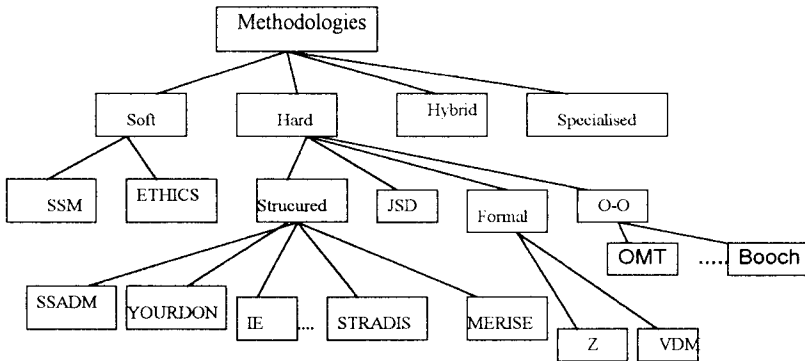 Methodologies
Soft
Hard
Hybrid
Specialised
SSM
ETHICS
Strucured
JSD
Formal
O-O
OMT
.....
Booch
SSADM
YOURDON
IE
....
STRADIS
MERISE
Z
VDM